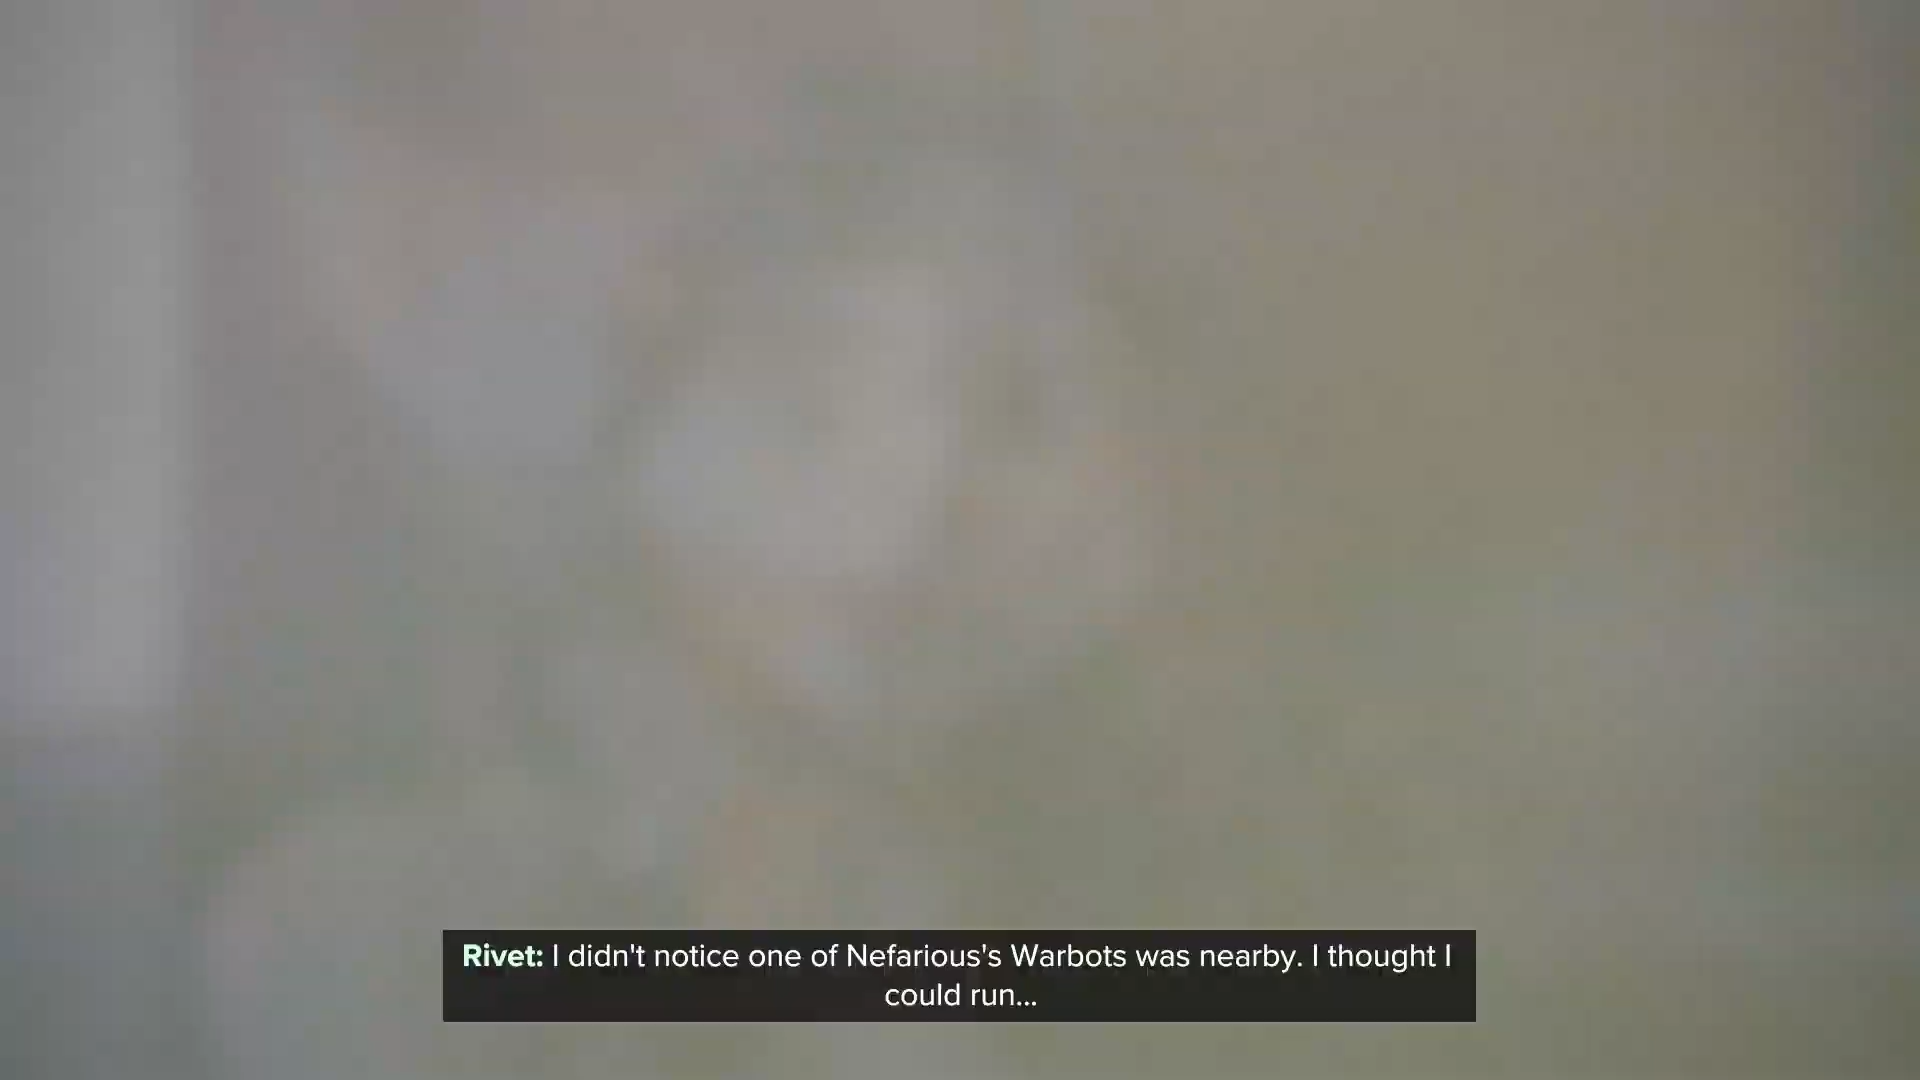 Rivet: I didn't notice one of Nefarious's Warbots was nearby. I thought I
could run...